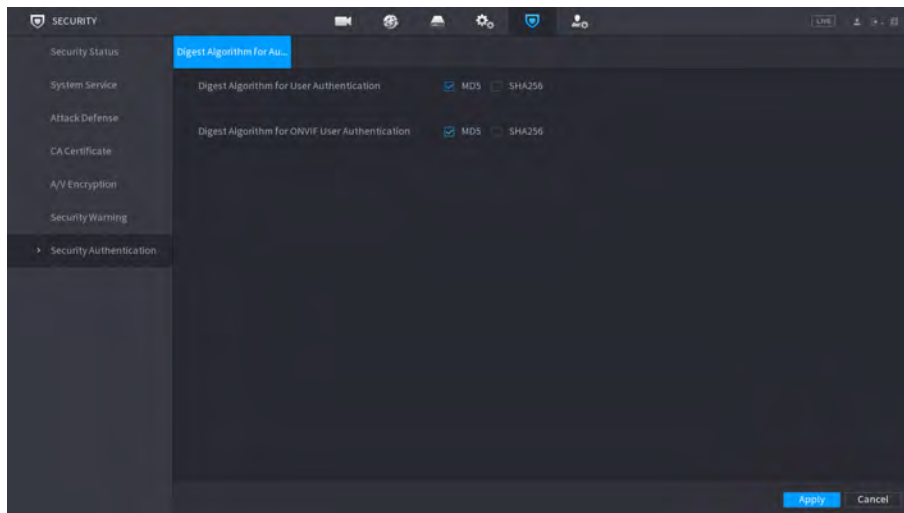 SECURITY
LIVE
Security Status
Digest Algorithm for Au...
System Service
Digest Algorithm for User Authentication MD5 SHA256
Attack Defense
Digest Algorithm for ONVIF User Authentication MD5 SHA256
CA Certificate
A/V Encryption
Security Warning
Security Authentication
Apply Cancel